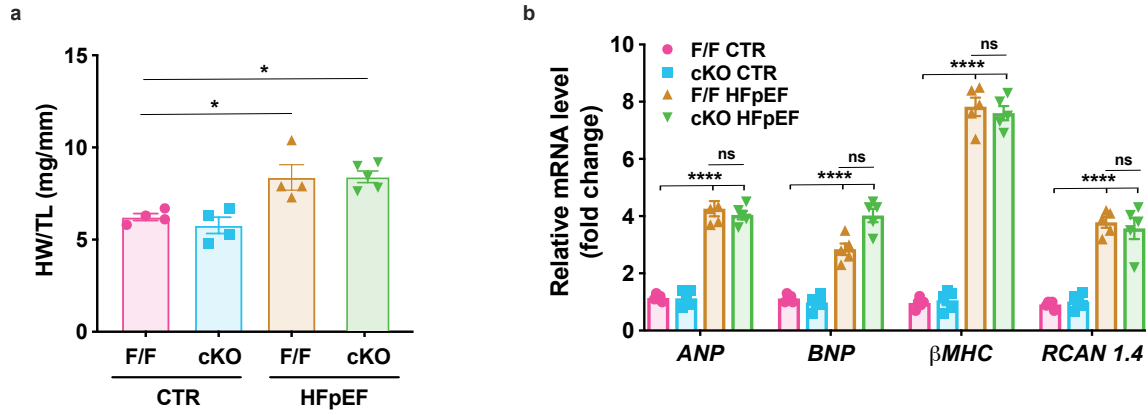 a
HW/TL (mg/mm)
15
10
5
0
*
*
F/F
cKO
F/F
cKO
CTR
HFpEF
b
Relative mRNA level
(fold change)
10
8
6
4
2
0
F/F CTR
cKO CTR
F/F HFpEF
cKO HFpEF
ns
****
ns
****
ns
****
ns
****
ANP
BNP
βMHC
RCAN 1.4